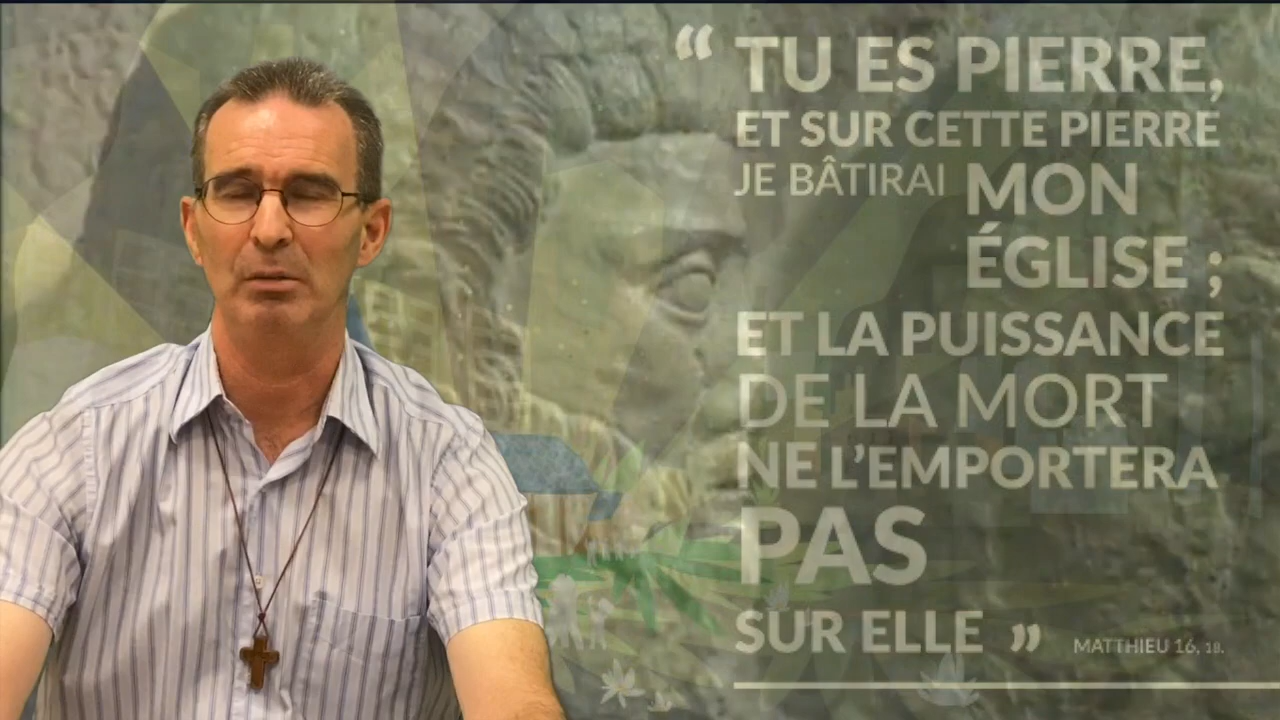 “ TU ES PIERRE,
ET SUR CETTE PIERRE
JE BÂTIRAI MON
ÉGLISE ;
ET LA PUISSANCE
DE LA MORT
NE L’EMPORTERA
PAS
SUR ELLE ” MATTHIEU 16, 18.